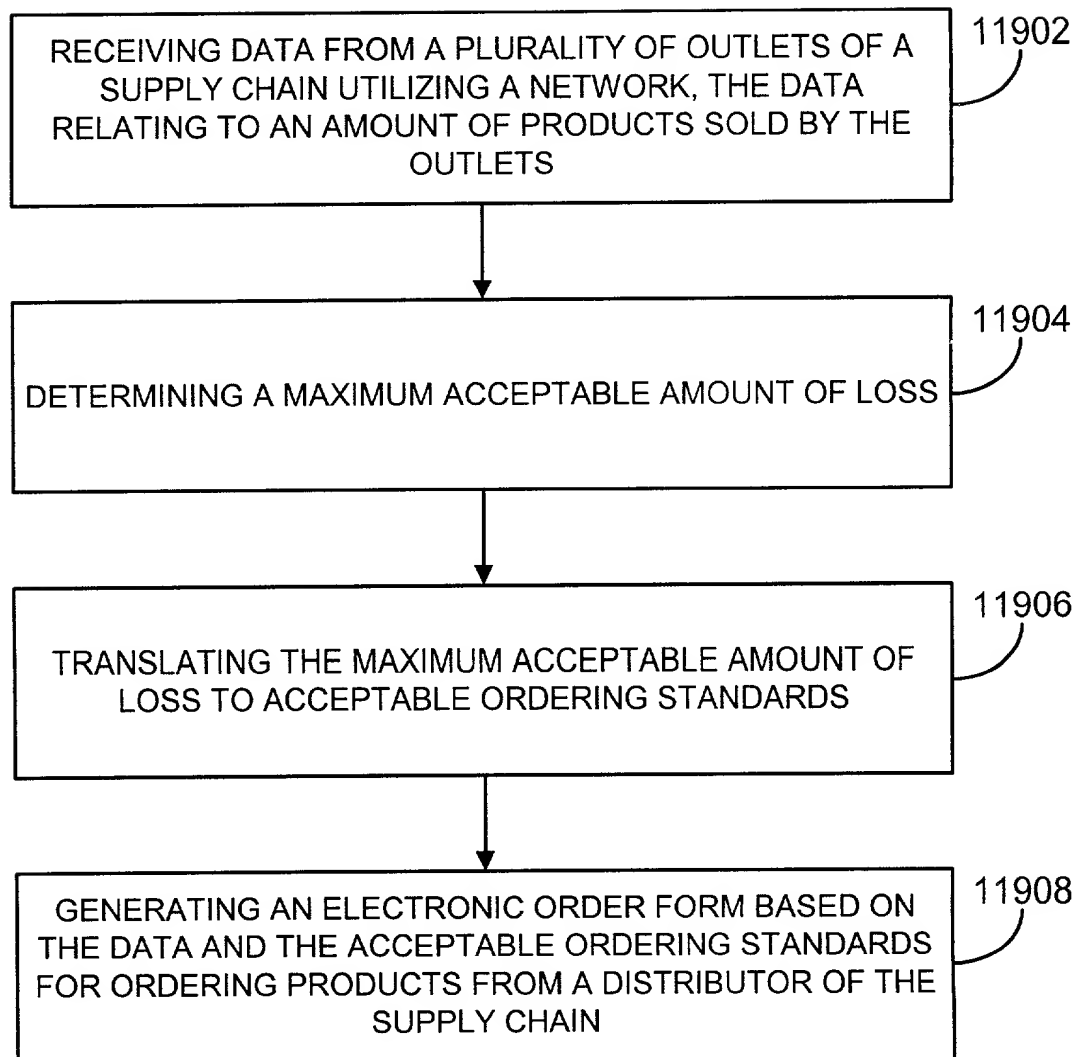 11902
RECEIVING DATA FROM A PLURALITY OF OUTLETS OF A
SUPPLY CHAIN UTILIZING A NETWORK, THE DATA
RELATING TO AN AMOUNT OF PRODUCTS SOLD BY THE
OUTLETS
11904
DETERMINING A MAXIMUM ACCEPTABLE AMOUNT OF LOSS
11906
TRANSLATING THE MAXIMUM ACCEPTABLE AMOUNT OF
LOSS TO ACCEPTABLE ORDERING STANDARDS
11908
GENERATING AN ELECTRONIC ORDER FORM BASED ON
THE DATA AND THE ACCEPTABLE ORDERING STANDARDS
FOR ORDERING PRODUCTS FROM A DISTRIBUTOR OF THE
SUPPLY CHAIN